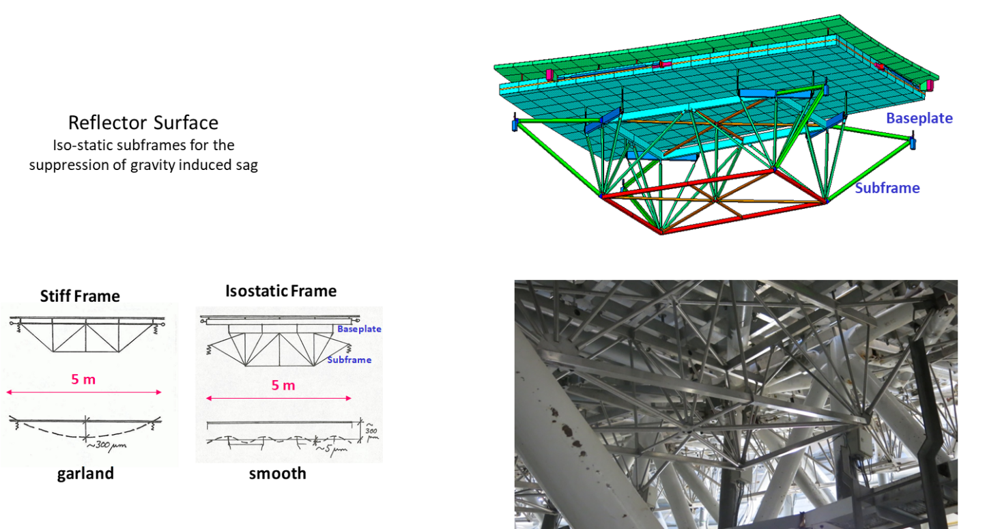 Reflector Surface
Iso-static subframes for the
suppression of gravity induced sag
Baseplate
Subframe
Stiff Frame
5 m
~300 µm
garland
Isostatic Frame
Baseplate
Subframe
5 m
~
300
µm
~5 µm
smooth